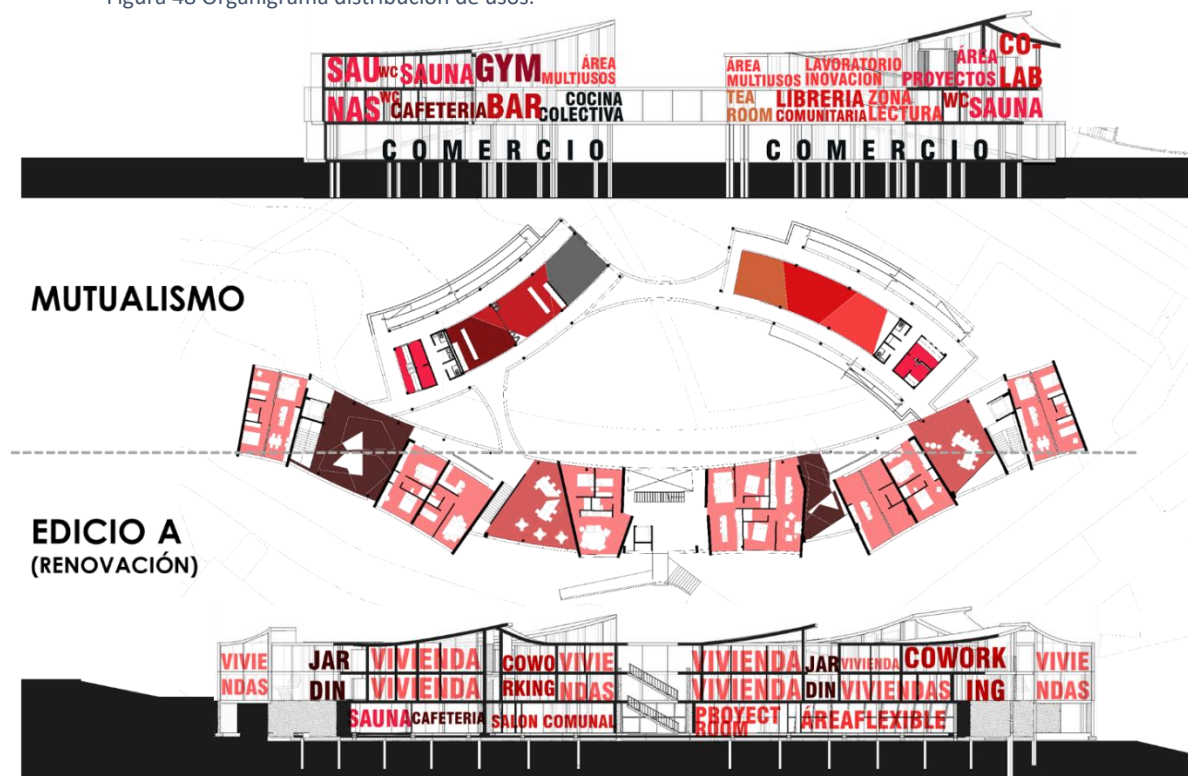 Figura 48 Organigrama distribución de usos.
SAU WC SAUNA GYM ÁREA MULTIUSOS
NAS WC CAFETERIA BAR COCINA COLECTIVA
COMERCIO
ÁREA MULTIUSOS LAVORATORIO INOVACION ÁREA PROYECTOS CO-LAB
TEA ROOM LIBRERIA COMUNITARIA ZONA LECTURA WC SAUNA
COMERCIO
MUTUALISMO
EDICIO A
(RENOVACIÓN)
VIVIE JAR VIVIENDA COWO VIVIE VIVIENDA JAR VIVIENDA COWORK VIVIE
NDAS DIN VIVIENDA RKING NDAS VIVIENDA DIN VIVIENDAS ING NDAS
SAUNA CAFETERIA SALON COMUNAL PROYECT ROOM ÁREAFLEXIBLE